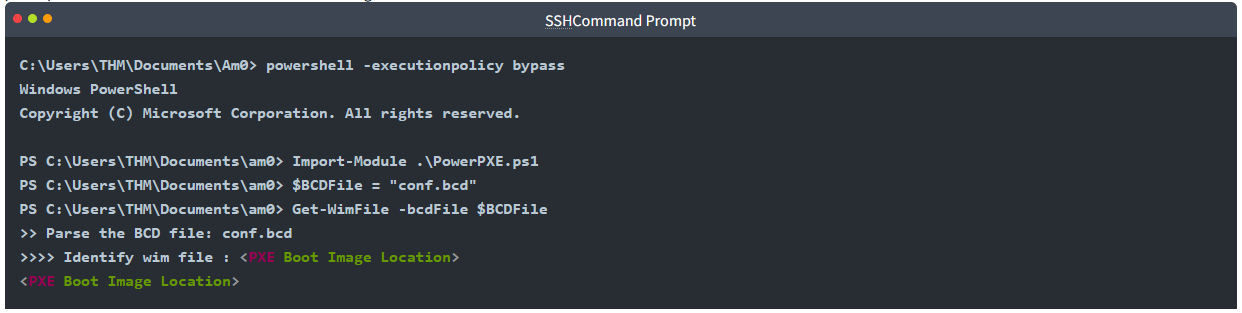 SSHCommand Prompt
C:\Users\THM\Documents\Am0> powershell -executionpolicy bypass
Windows PowerShell
Copyright (C) Microsoft Corporation. All rights reserved.
PS C:\Users\THM\Documents\am0> Import-Module .\PowerPXE.ps1
PS C:\Users\THM\Documents\am0> $BCDFile = "conf.bcd"
PS C:\Users\THM\Documents\am0> Get-WimFile -bcdFile $BCDFile
>> Parse the BCD file: conf.bcd
>>>> Identify wim file : <PXE Boot Image Location>
<PXE Boot Image Location>